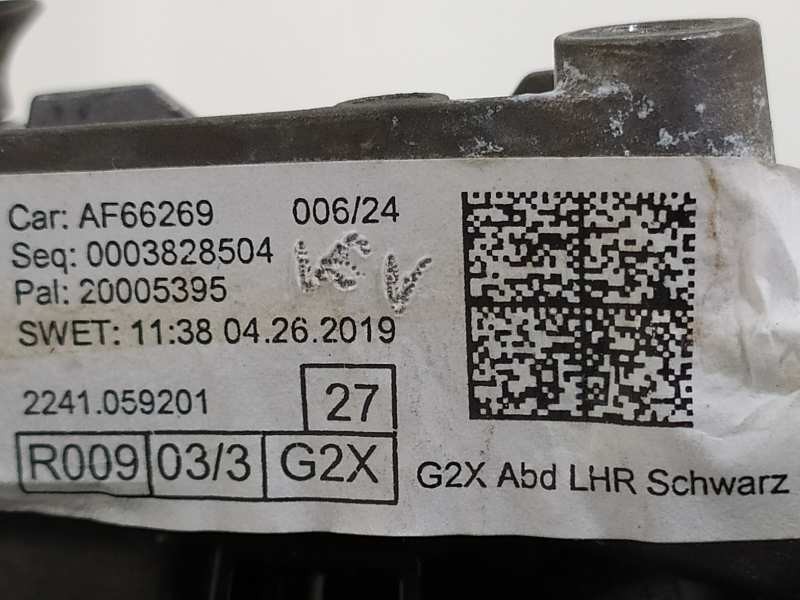 Car: AF66269 006/24
Seq: 0003828504
Pal: 20005395
SWET: 11:38 04.26.2019
2241.059201 27
R009 03/3 G2X
G2X Abd LHR Schwarz